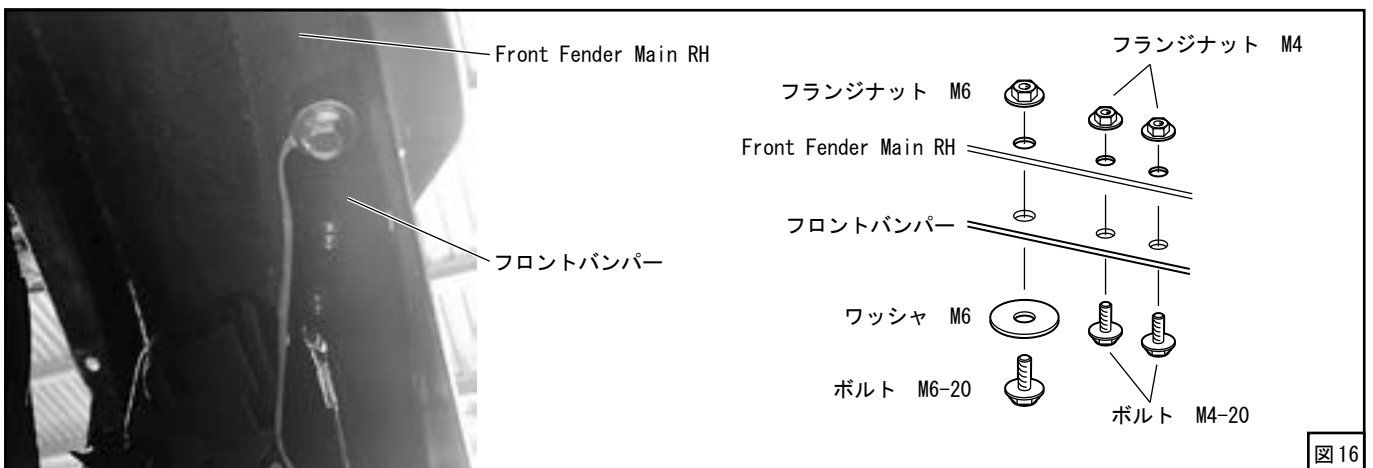 Front Fender Main RH
フロントバンパー
フランジナット M4
フランジナット M6
Front Fender Main RH
フロントバンパー
ワッシャ M6
ボルト M6-20
ボルト M4-20
図16